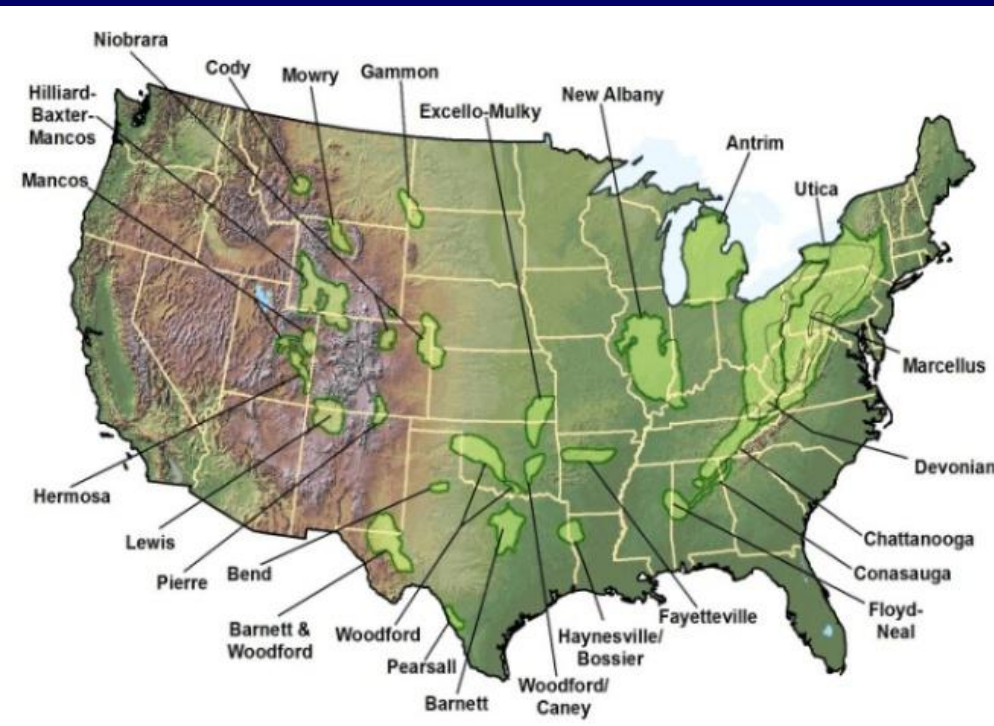 Niobrara
Cody
Mowry
Gammon
Hilliard-
Baxter-
Mancos
Excello-Mulky
New Albany
Antrim
Mancos
Utica
Marcellus
Devonian
Hermosa
Lewis
Pierre
Bend
Chattanooga
Conasauga
Floyd-
Neal
Barnett &
Woodford
Woodford
Pearsall
Barnett
Fayetteville
Haynesville/
Bossier
Woodford/
Caney